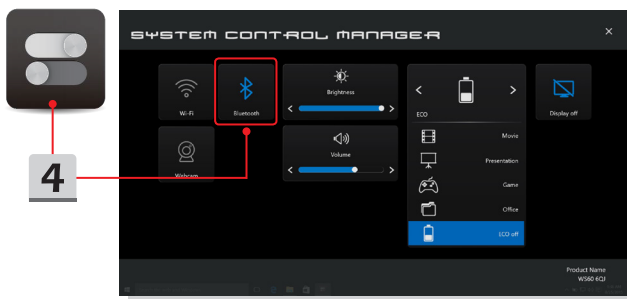 SYSTEM CONTROL MANAGER
Wi-Fi
Bluetooth
Brightness
ECO
Display off
Webcam
Volume
Movie
Presentation
Game
Office
ECO off
4
Product Name
WS60 6QJ